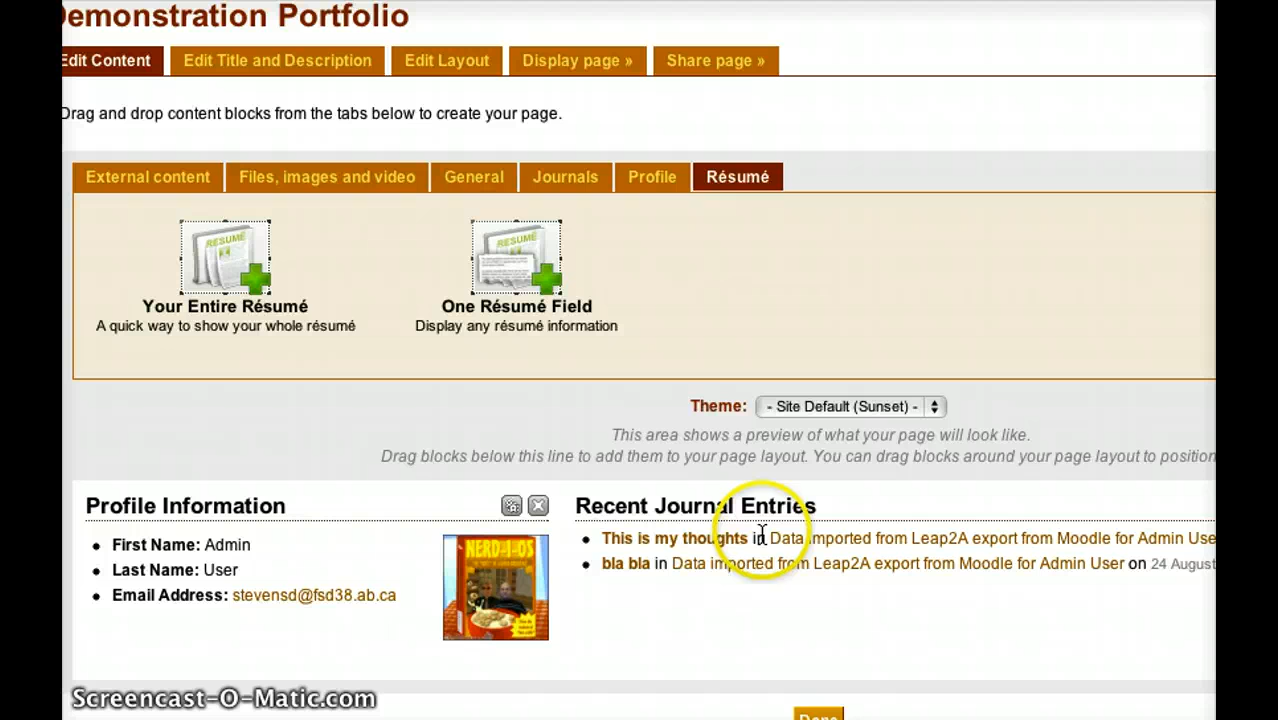 Demonstration Portfolio
Edit Content Edit Title and Description Edit Layout Display page » Share page »
Drag and drop content blocks from the tabs below to create your page.
External content Files, images and video General Journals Profile Résumé
RESUME RESUME
Your Entire Résumé One Résumé Field
A quick way to show your whole résumé Display any résumé information
Theme: - Site Default (Sunset) -
This area shows a preview of what your page will look like.
Drag blocks below this line to add them to your page layout. You can drag blocks around your page layout to position
Profile Information Recent Journal Entries
First Name: Admin
Last Name: User
Email Address: stevensd@fsd38.ab.ca
NERD-I-OS
This is my thoughts in Data imported from Leap2A export from Moodle for Admin Use
bla bla in Data imported from Leap2A export from Moodle for Admin User on 24 August
Screencast-O-Matic.com
Done